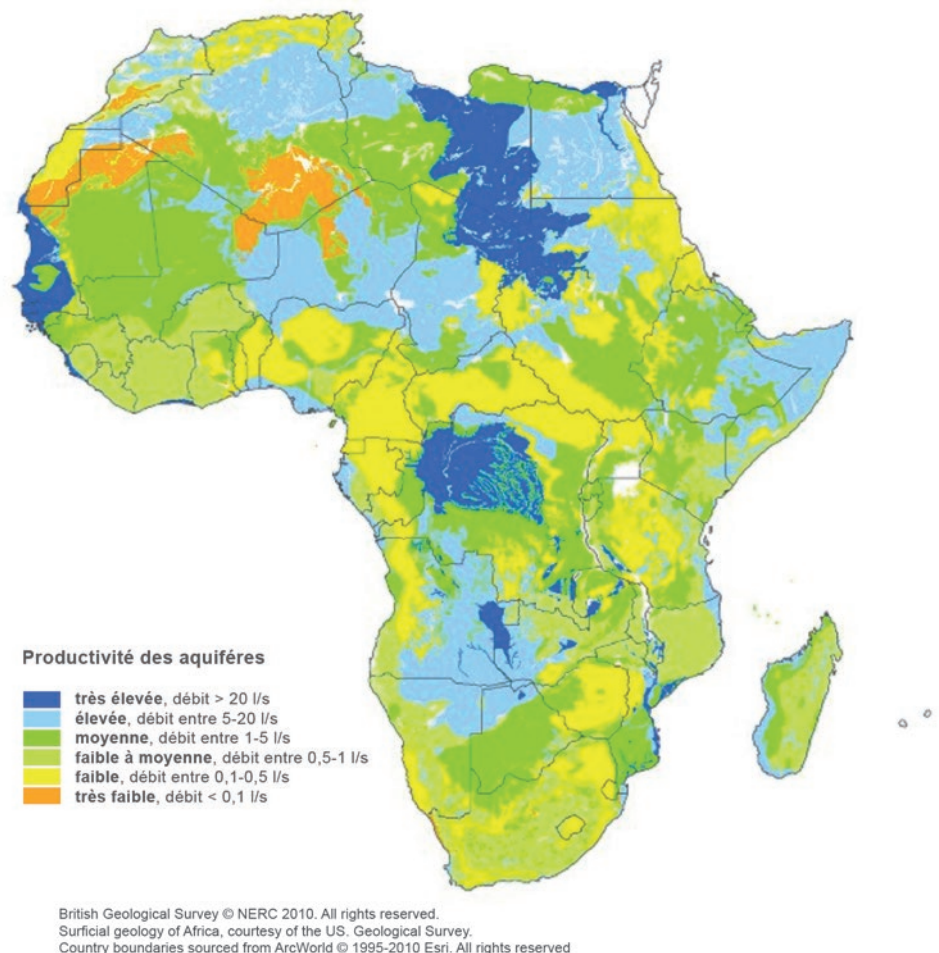 Productivité des aquiféres
très élevée, débit > 20 l/s
élevée, débit entre 5-20 l/s
moyenne, débit entre 1-5 l/s
faible à moyenne, débit entre 0,5-1 l/s
faible, débit entre 0,1-0,5 l/s
très faible, débit < 0,1 l/s
British Geological Survey © NERC 2010. All rights reserved.
Surficial geology of Africa, courtesy of the US. Geological Survey.
Country boundaries sourced from ArcWorld © 1995-2010 Esri. All rights reserved